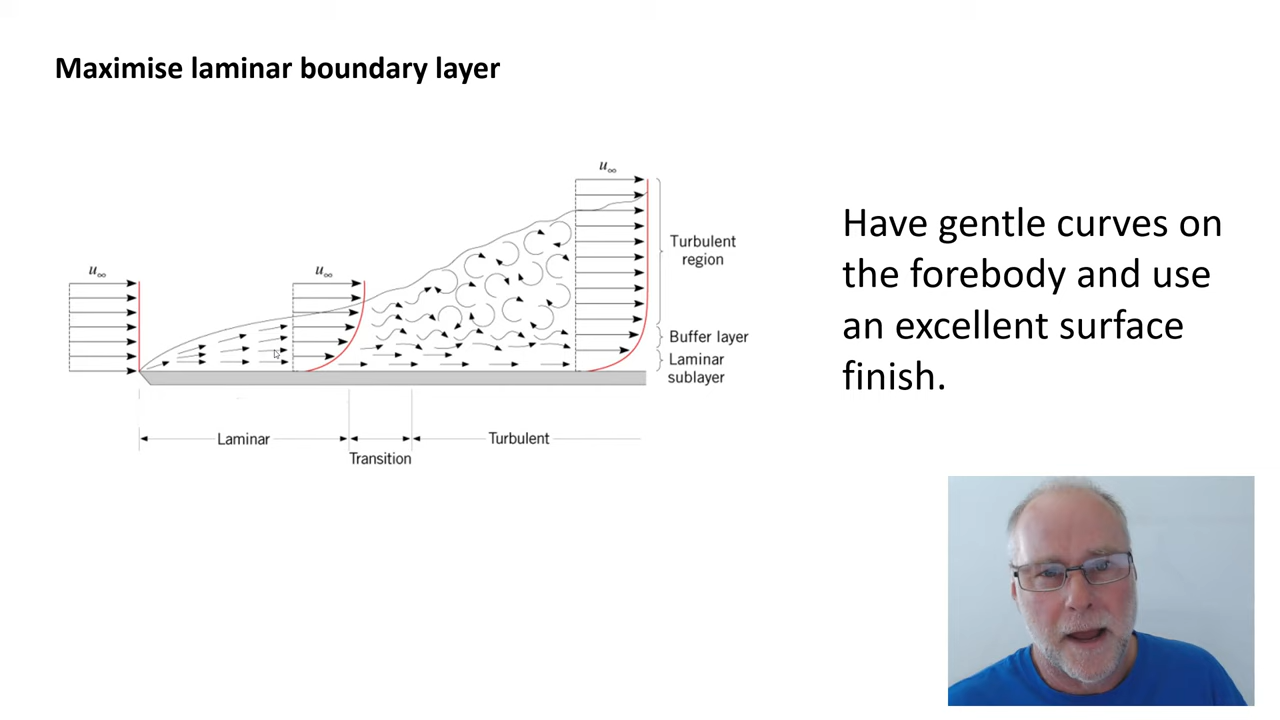 Maximise laminar boundary layer
u∞
u∞
u∞
Turbulent
region
Buffer layer
Laminar
sublayer
Laminar
Transition
Turbulent
Have gentle curves on
the forebody and use
an excellent surface
finish.